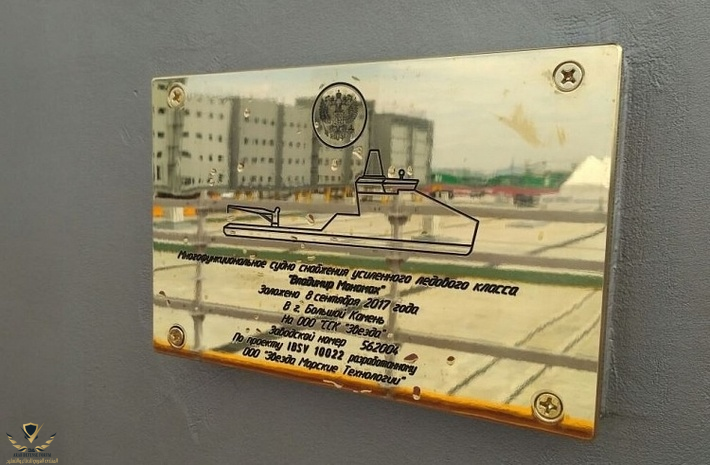 Многофункциональное судно снабжения усиленного ледового класса
"Владимир Мономах"
Заложено 8 сентября 2017 года
В г. Большой Камень
На ООО "ССК "Звезда"
Заводской номер 562004
По проекту IBSV 10022 разработанному
ООО "Звезда Морские Технологии"